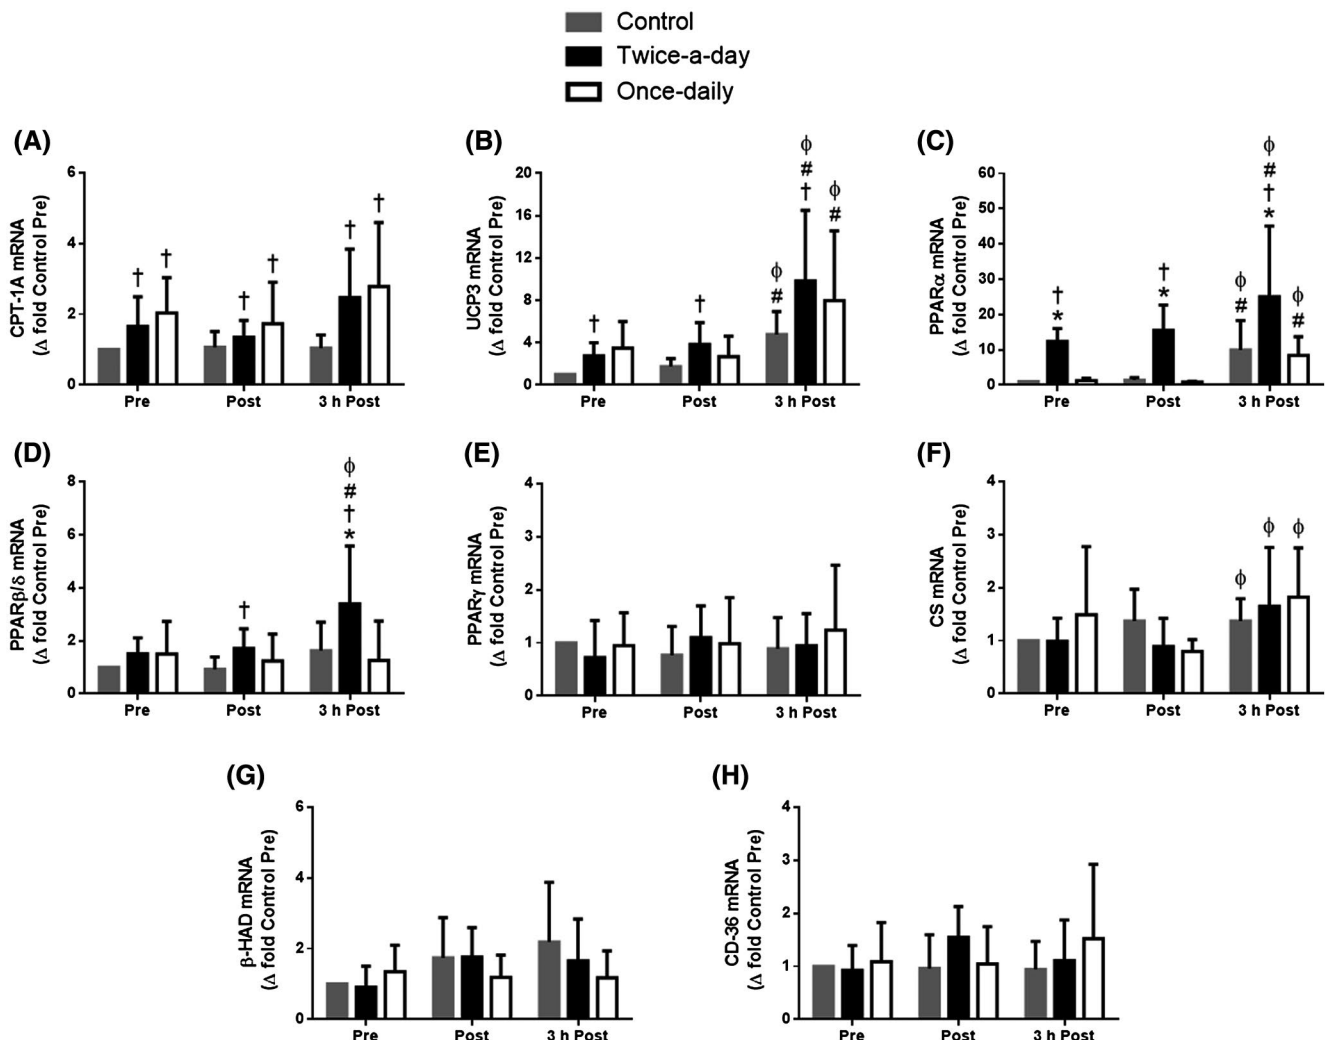 Control
Twice-a-day
Once-daily
(A)
CPT-1A mRNA
(Δ fold Control Pre)
6
4
2
0
† † † † † †
Pre Post 3 h Post
(B)
UCP3 mRNA
(Δ fold Control Pre)
20
16
12
8
4
0
†
†
ϕ
#
ϕ
#
†
ϕ
#
Pre Post 3 h Post
(C)
PPARα mRNA
(Δ fold Control Pre)
60
50
40
30
20
10
0
†
*
†
*
ϕ
#
ϕ
#
†
*
ϕ
#
Pre Post 3 h Post
(D)
PPARβ/δ mRNA
(Δ fold Control Pre)
8
6
4
2
0
†
ϕ
#
†
*
Pre Post 3 h Post
(E)
PPARγ mRNA
(Δ fold Control Pre)
4
3
2
1
0
Pre Post 3 h Post
(F)
CS mRNA
(Δ fold Control Pre)
4
3
2
1
0
ϕ ϕ ϕ
Pre Post 3 h Post
(G)
β-HAD mRNA
(Δ fold Control Pre)
6
4
2
0
Pre Post 3 h Post
(H)
CD-36 mRNA
(Δ fold Control Pre)
4
3
2
1
0
Pre Post 3 h Post